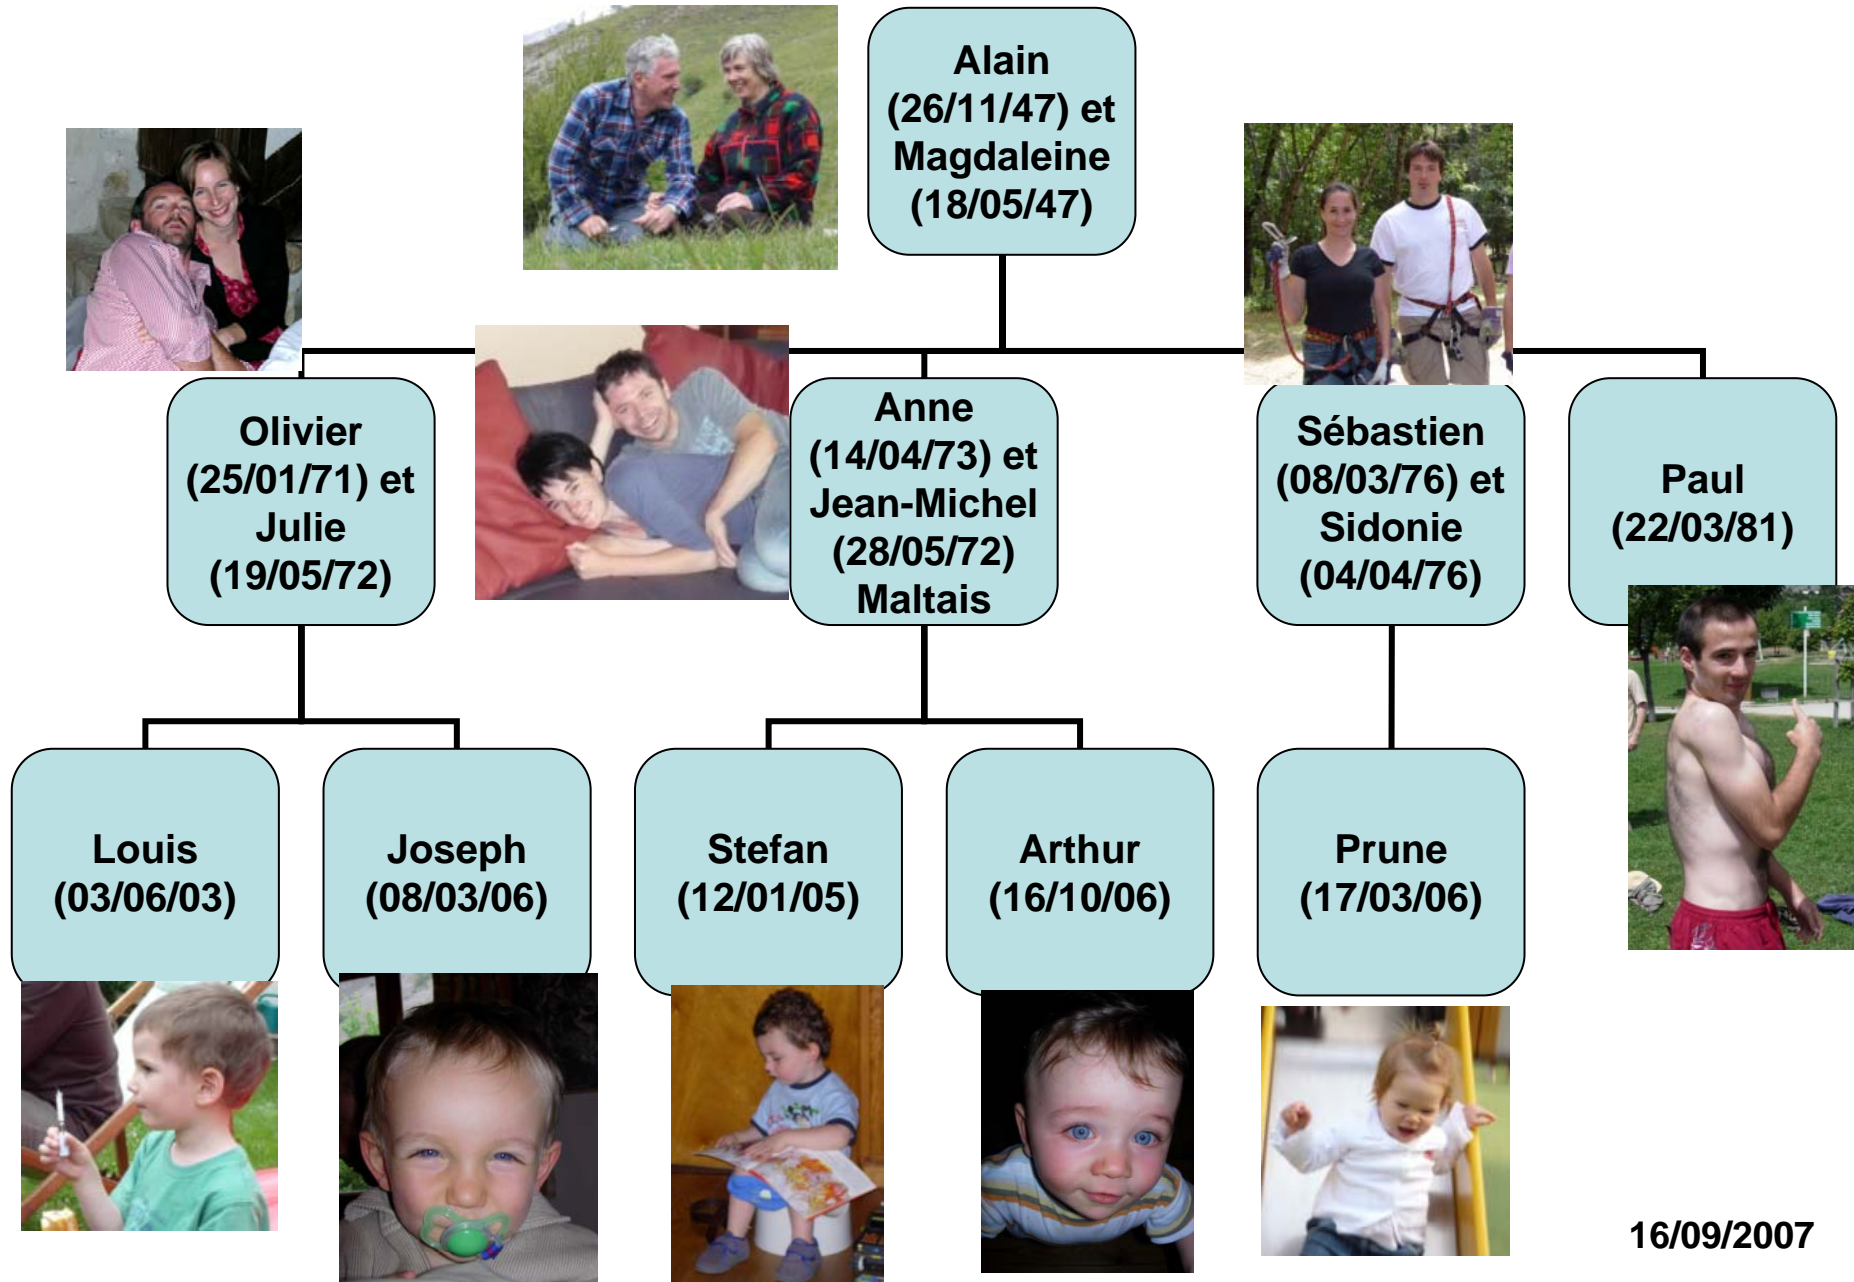 Alain
(26/11/47) et
Magdaleine
(18/05/47)
Olivier
(25/01/71) et
Julie
(19/05/72)
Anne
(14/04/73) et
Jean-Michel
(28/05/72)
Maltais
Sébastien
(08/03/76) et
Sidonie
(04/04/76)
Paul
(22/03/81)
Louis
(03/06/03)
Joseph
(08/03/06)
Stefan
(12/01/05)
Arthur
(16/10/06)
Prune
(17/03/06)
16/09/2007